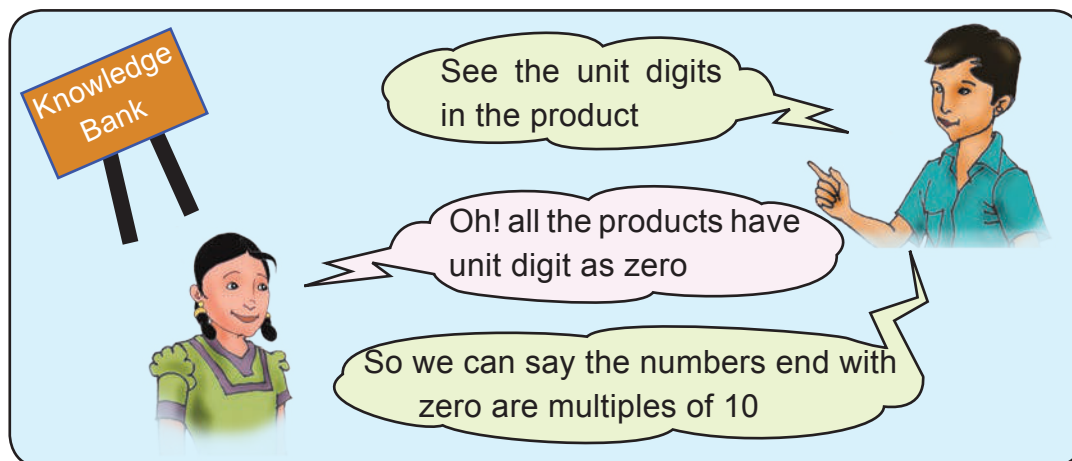 Knowledge
Bank
See the unit digits
in the product
Oh! all the products have
unit digit as zero
So we can say the numbers end with
zero are multiples of 10